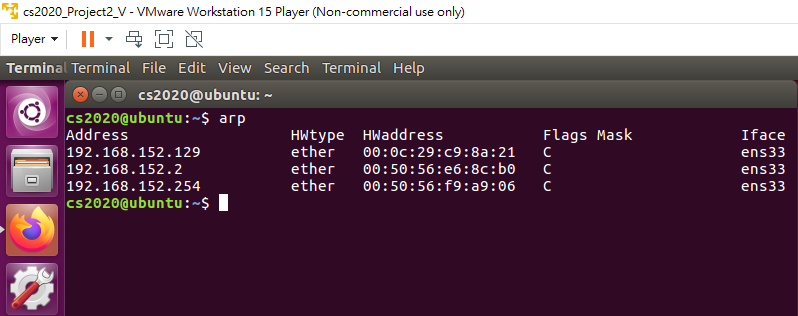 cs2020_Project2_V - VMware Workstation 15 Player (Non-commercial use only)
Player
Terminal Terminal File Edit View Search Terminal Help
cs2020@ubuntu: ~
cs2020@ubuntu:~$ arp
Address HWtype HWaddress Flags Mask Iface
192.168.152.129 ether 00:0c:29:c9:8a:21 C ens33
192.168.152.2 ether 00:50:56:e6:8c:b0 C ens33
192.168.152.254 ether 00:50:56:f9:a9:06 C ens33
cs2020@ubuntu:~$